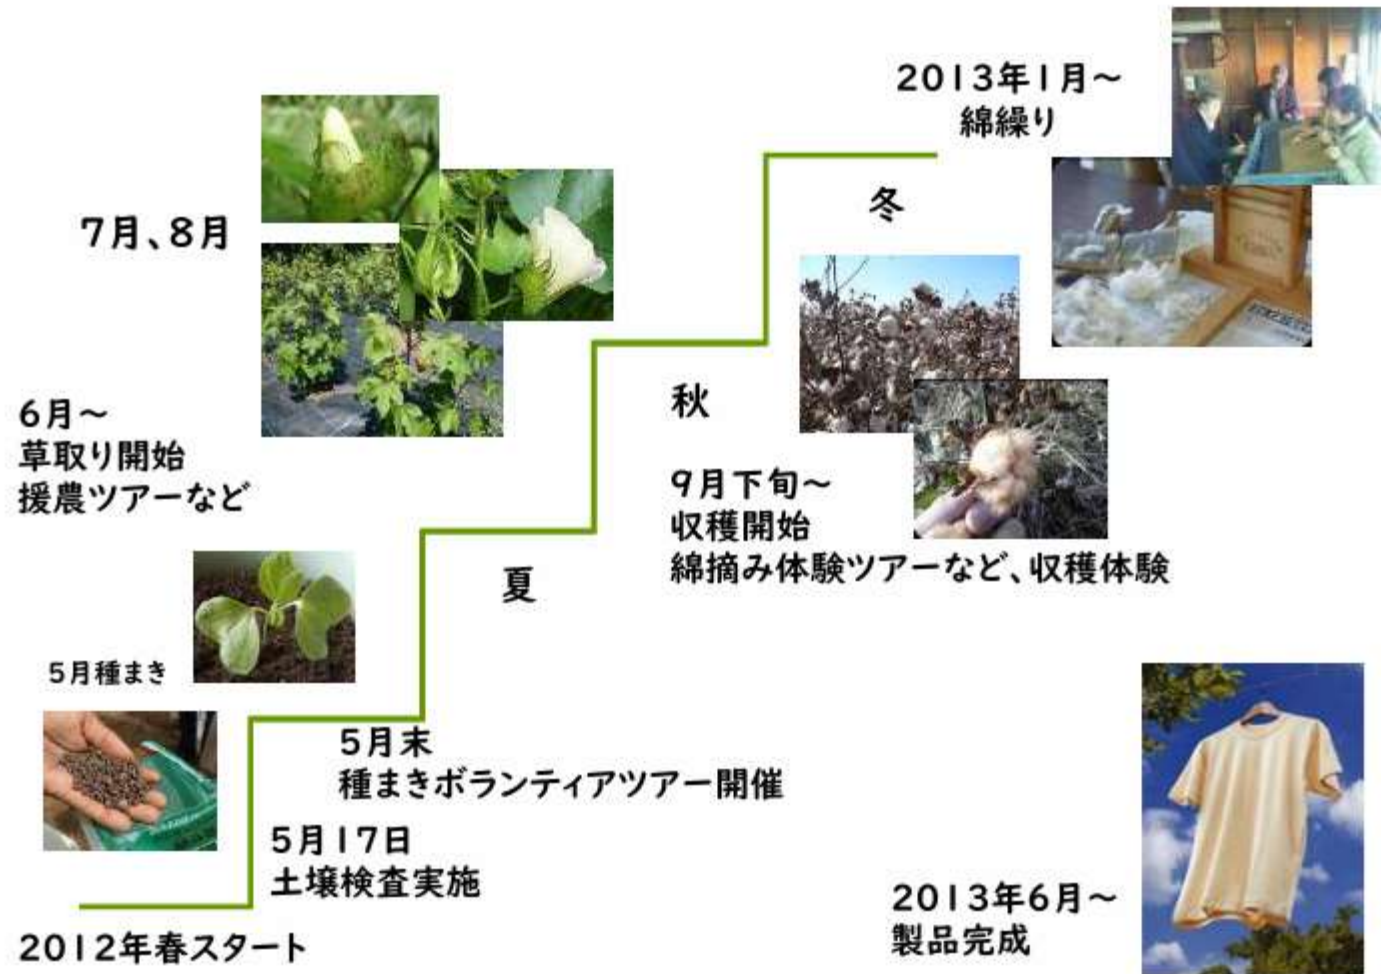 2013年1月～
綿繰り
冬
7月、8月
6月～
草取り開始
援農ツアーなど
秋
9月下旬～
収穫開始
綿摘み体験ツアーなど、収穫体験
夏
5月種まき
5月末
種まきボランティアツアー開催
5月17日
土壌検査実施
2012年春スタート
2013年6月～
製品完成